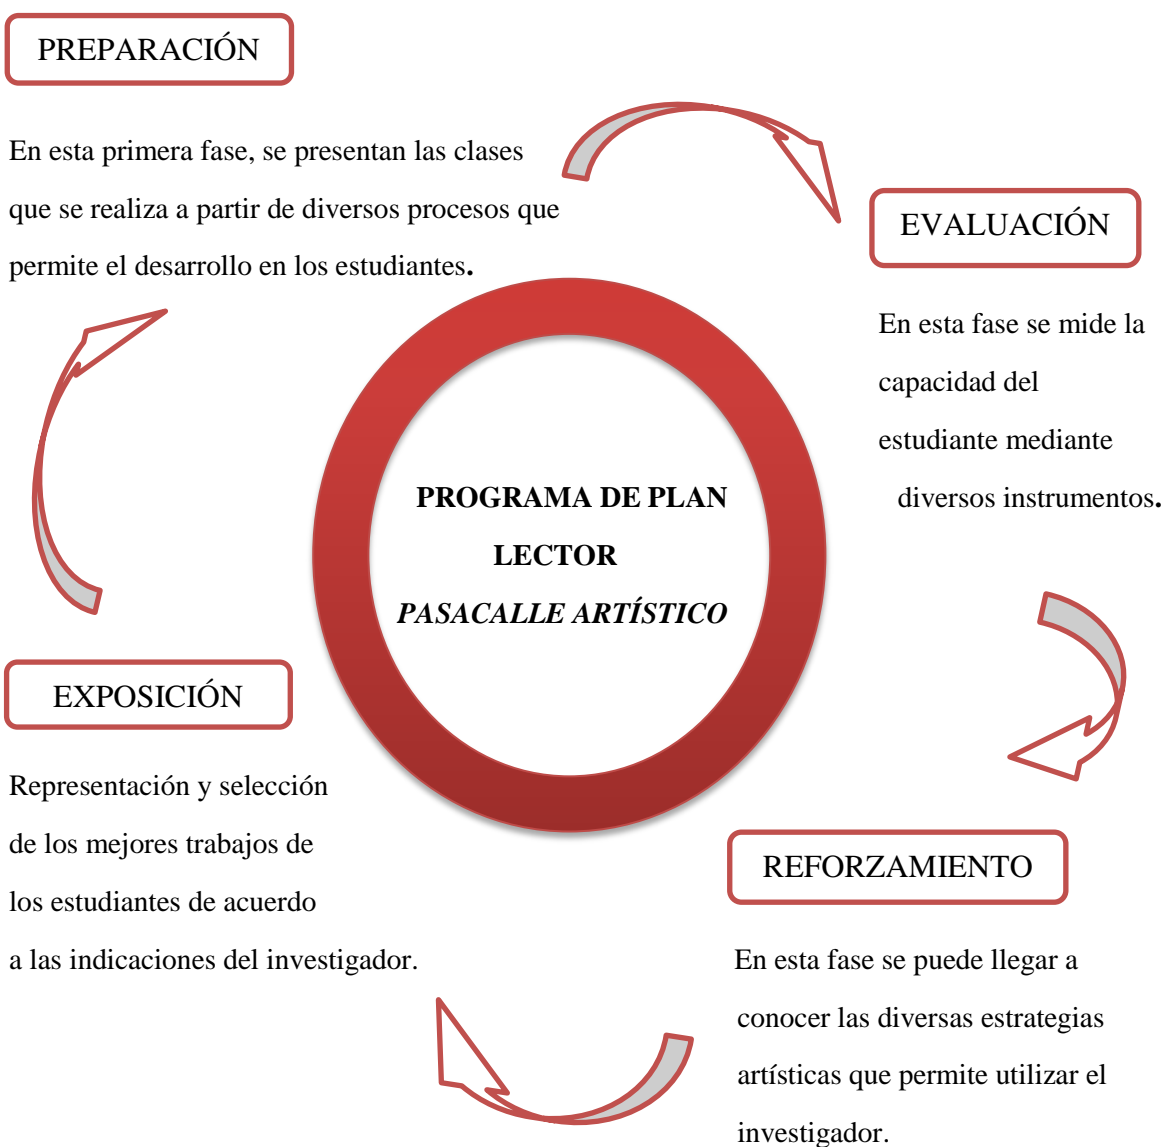 PREPARACIÓN
En esta primera fase, se presentan las clases
que se realiza a partir de diversos procesos que
permite el desarrollo en los estudiantes.
EVALUACIÓN
En esta fase se mide la
capacidad del
estudiante mediante
diversos instrumentos.
PROGRAMA DE PLAN
LECTOR
PASACALLE ARTÍSTICO
EXPOSICIÓN
Representación y selección
de los mejores trabajos de
los estudiantes de acuerdo
a las indicaciones del investigador.
REFORZAMIENTO
En esta fase se puede llegar a
conocer las diversas estrategias
artísticas que permite utilizar el
investigador.